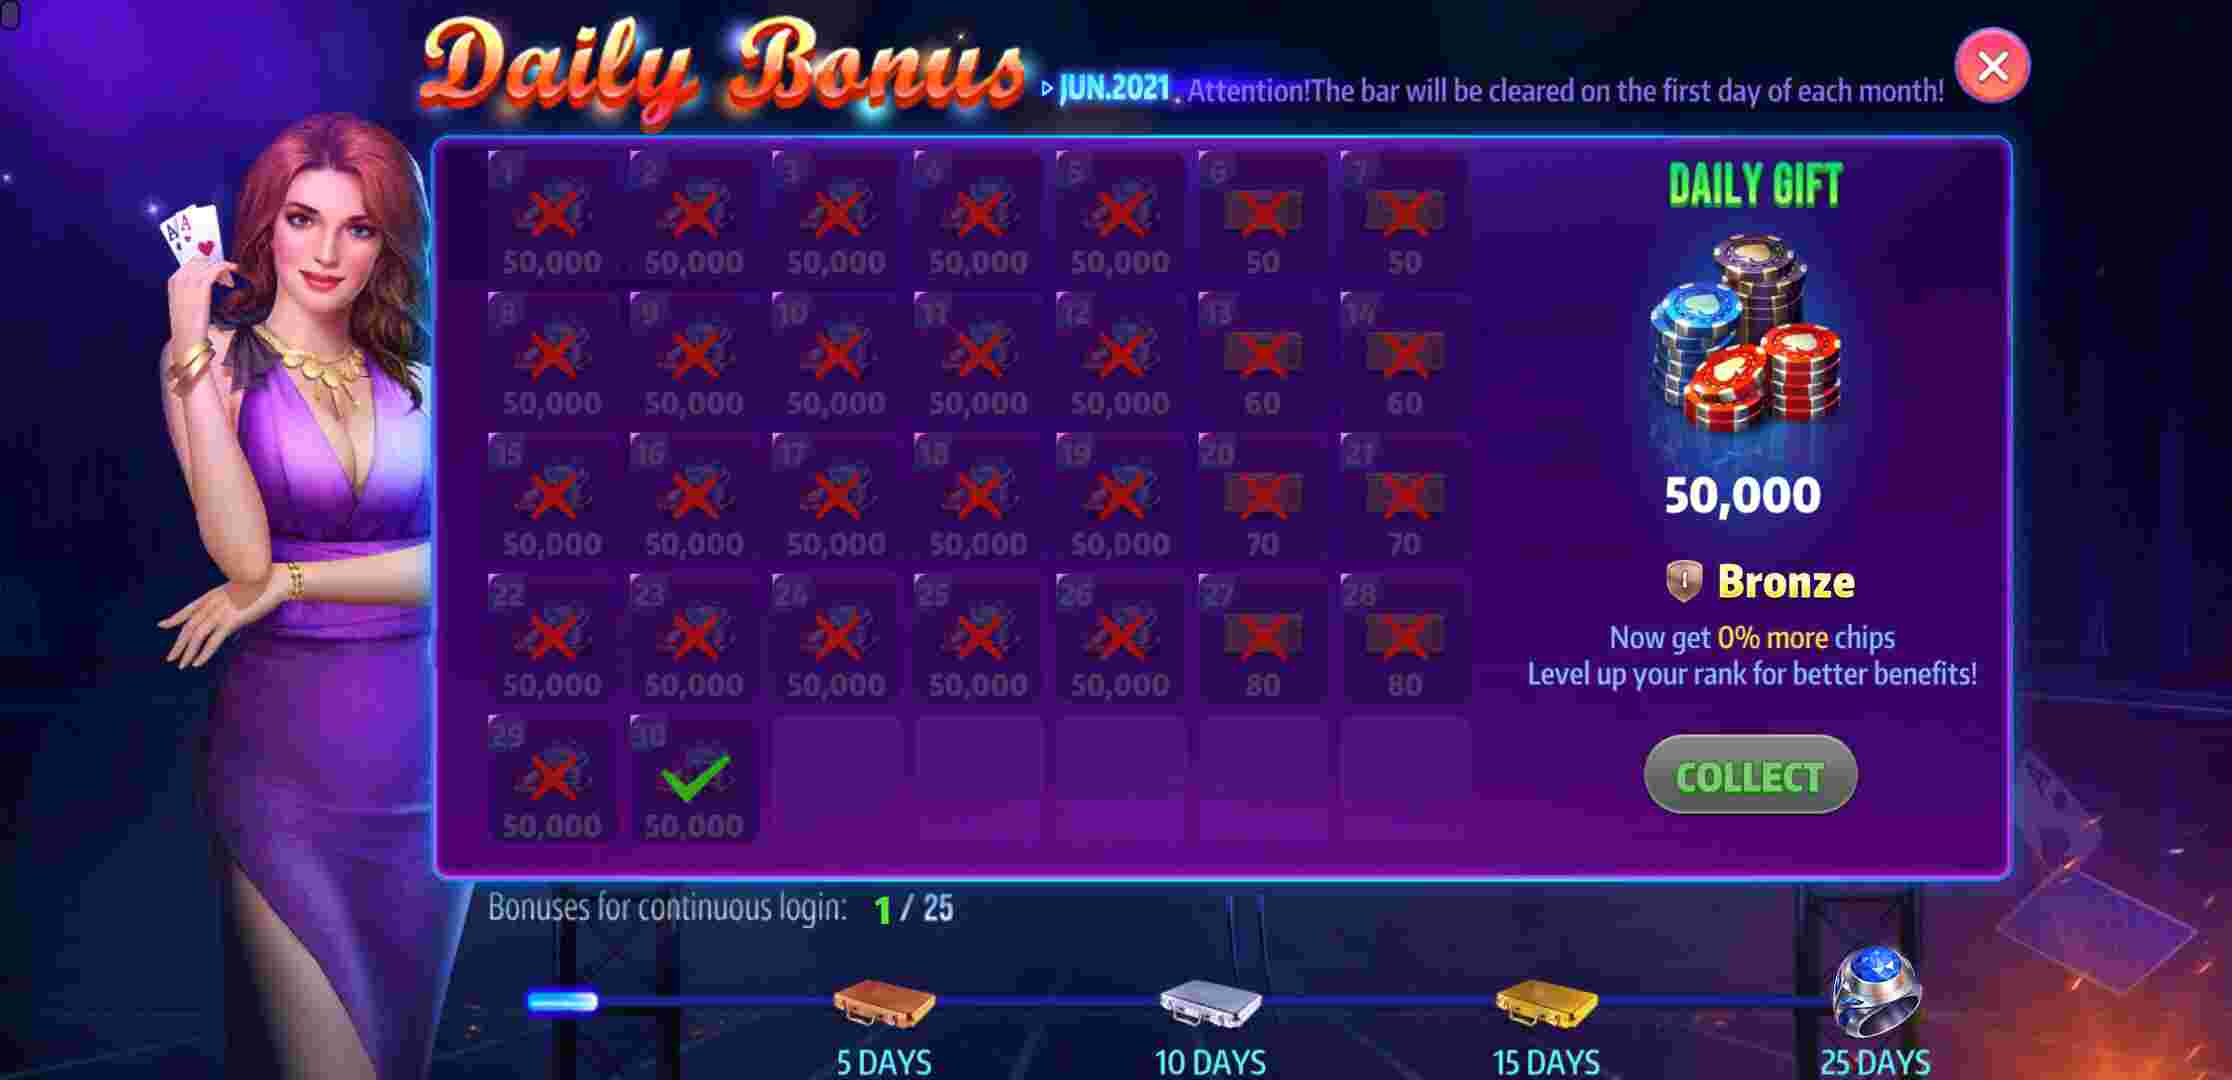 Daily Bonus
JUN.2021. Attention!The bar will be cleared on the first day of each month!
1 2 3 4 5 6 7
50,000 50,000 50,000 50,000 50,000 50 50
8 9 10 11 12 13 14
50,000 50,000 50,000 50,000 50,000 60 60
15 16 17 18 19 20 21
50,000 50,000 50,000 50,000 50,000 70 70
22 23 24 25 26 27 28
50,000 50,000 50,000 50,000 50,000 80 80
29 30
50,000 50,000
DAILY GIFT
50,000
Bronze
Now get 0% more chips
Level up your rank for better benefits!
COLLECT
Bonuses for continuous login: 1 / 25
5 DAYS 10 DAYS 15 DAYS 25 DAYS